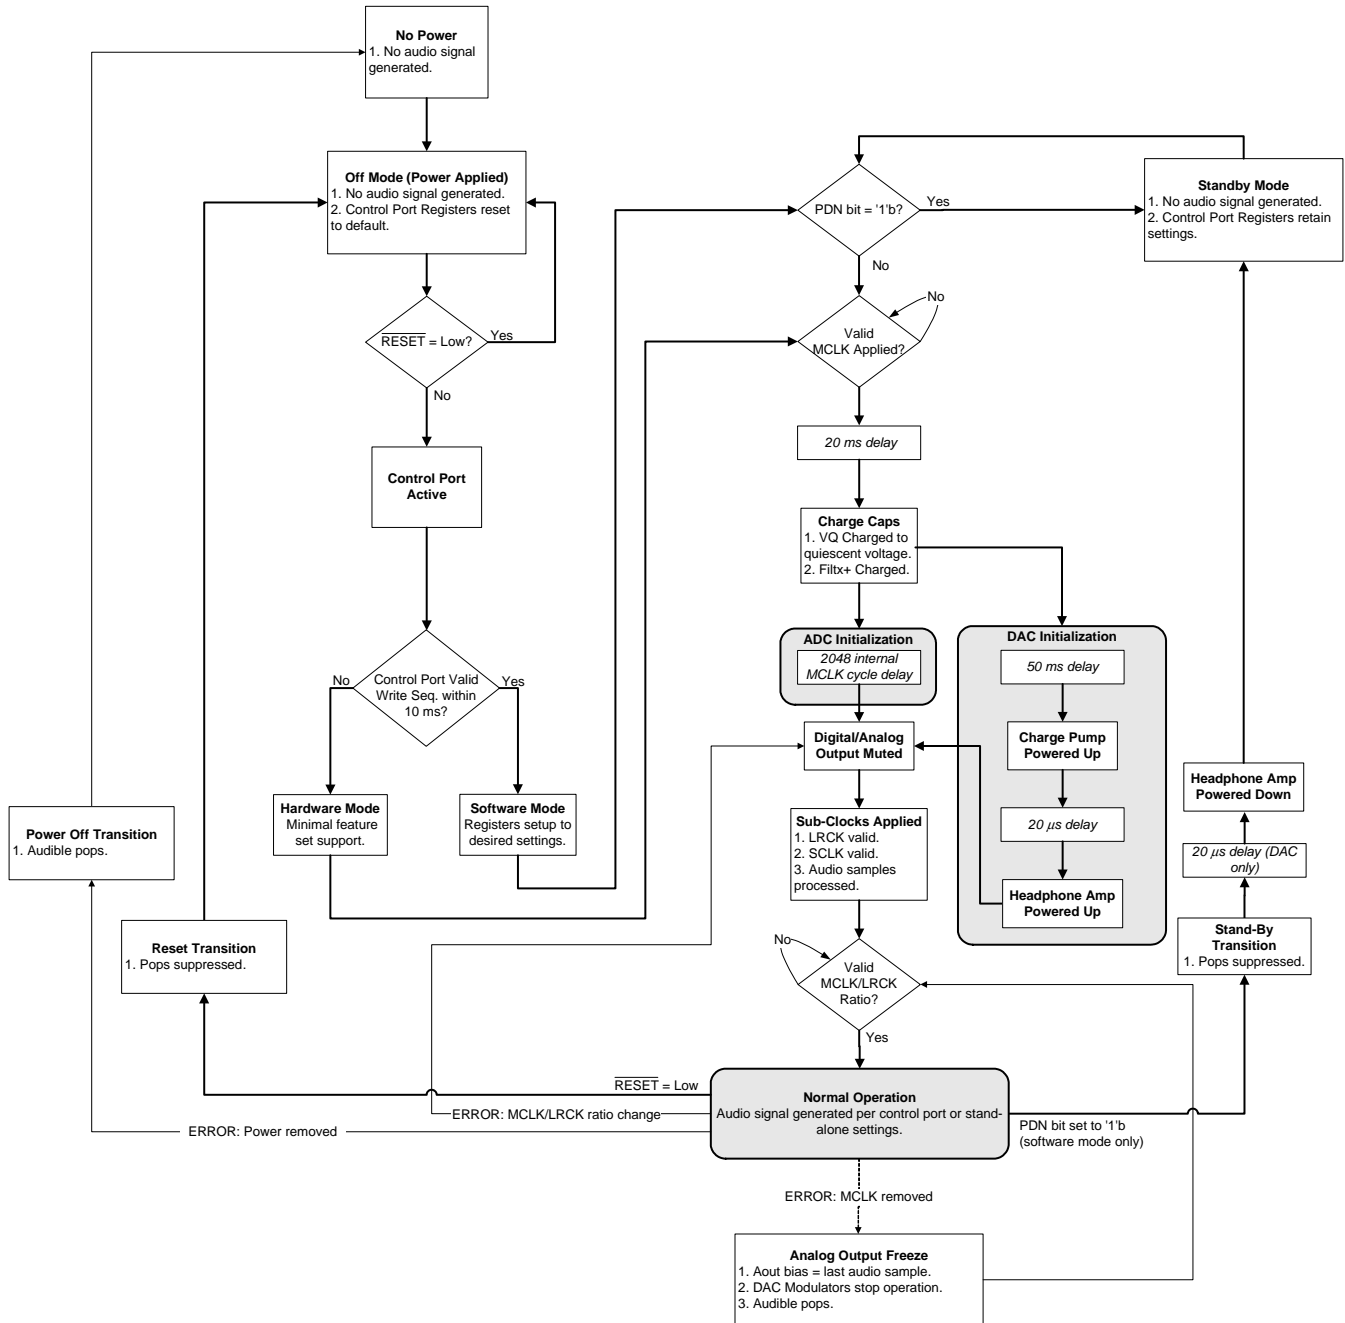 No Power
1. No audio signal
generated.
Off Mode (Power Applied)
1. No audio signal generated.
2. Control Port Registers reset
to default.
RESET = Low?
Yes
No
Control Port
Active
Control Port Valid
Write Seq. within
10 ms?
No
Yes
Hardware Mode
Minimal feature
set support.
Software Mode
Registers setup to
desired settings.
Power Off Transition
1. Audible pops.
Reset Transition
1. Pops suppressed.
PDN bit = '1'b?
Yes
No
Standby Mode
1. No audio signal generated.
2. Control Port Registers retain
settings.
Valid
MCLK Applied?
No
20 ms delay
Charge Caps
1. VQ Charged to
quiescent voltage.
2. Filtx+ Charged.
ADC Initialization
2048 internal
MCLK cycle delay
DAC Initialization
50 ms delay
Charge Pump
Powered Up
20 μs delay
Headphone Amp
Powered Up
Digital/Analog
Output Muted
Sub-Clocks Applied
1. LRCK valid.
2. SCLK valid.
3. Audio samples
processed.
No
Valid
MCLK/LRCK
Ratio?
Yes
Headphone Amp
Powered Down
20 μs delay (DAC
only)
Stand-By
Transition
1. Pops suppressed.
RESET = Low
ERROR: MCLK/LRCK ratio change
ERROR: Power removed
Normal Operation
Audio signal generated per control port or stand-
alone settings.
PDN bit set to '1'b
(software mode only)
ERROR: MCLK removed
Analog Output Freeze
1. Aout bias = last audio sample.
2. DAC Modulators stop operation.
3. Audible pops.